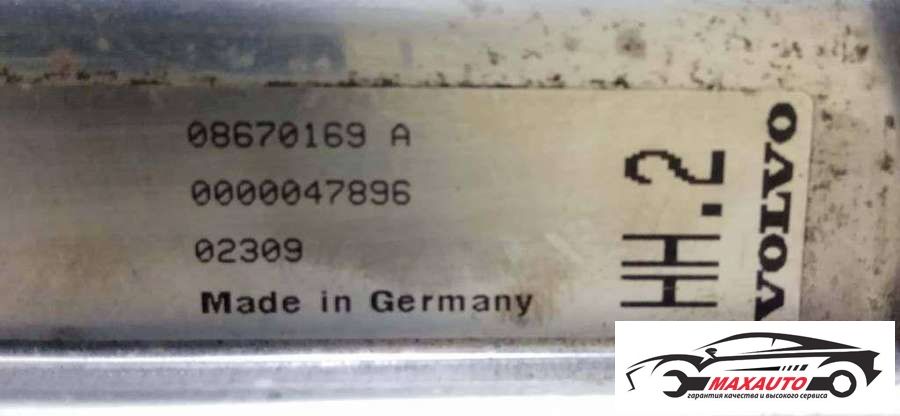 08670169 A
0000047896
02309
Made in Germany
HH.2
VOLVO
MAXAUTO
гарантия качества и высокого сервиса